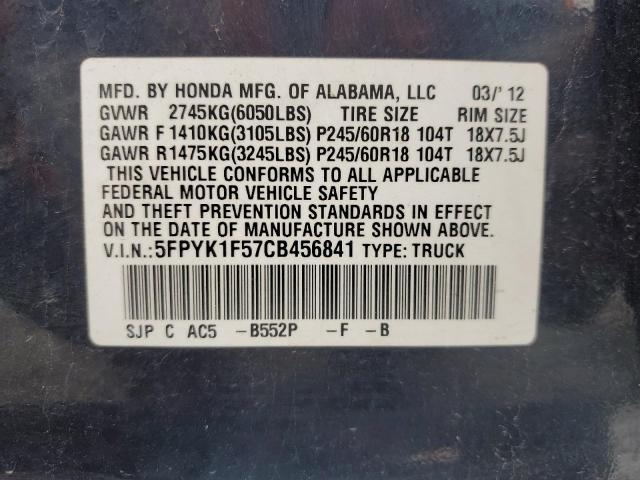 MFD. BY HONDA MFG. OF ALABAMA, LLC 03/' 12
GVWR 2745KG(6050LBS) TIRE SIZE RIM SIZE
GAWR F 1410KG(3105LBS) P245/60R18 104T 18X7.5J
GAWR R1475KG(3245LBS) P245/60R18 104T 18X7.5J
THIS VEHICLE CONFORMS TO ALL APPLICABLE
FEDERAL MOTOR VEHICLE SAFETY
AND THEFT PREVENTION STANDARDS IN EFFECT
ON THE DATE OF MANUFACTURE SHOWN ABOVE.
V.I.N.:5FPYK1F57CB456841 TYPE: TRUCK
SJP C AC5 -B552P -F -B